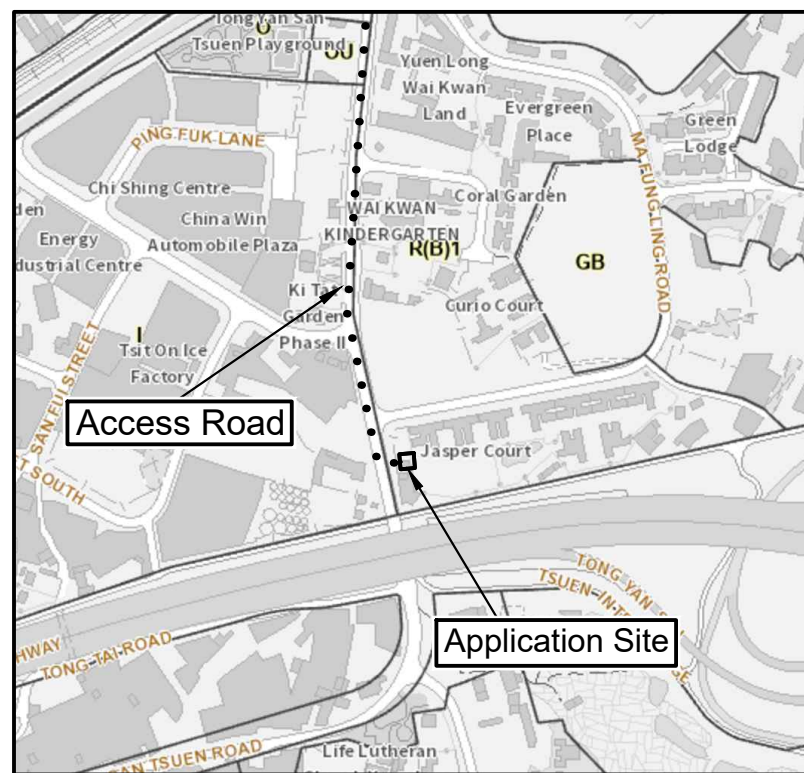 Tong Yan San
Tsuen Playground
O
OU
Yuen Long
Wai Kwan
Land
Evergreen
Place
Green
Lodge
PING FUK LANE
MA FUNG LING ROAD
Chi Shing Centre
China Win
Automobile Plaza
Energy
Industrial Centre
WAI KWAN
KINDERGARTEN
Coral Garden
R(B)1
GB
Ki Tat
Garden
Phase II
Curio Court
I
Tsit On Ice
Factory
SAN FUI STREET
Access Road
SOUTH
Jasper Court
TONG YAN
TSUEN IN
Application Site
HWAY
TONG TAI ROAD
SAN TSUEN ROAD
Life Lutheran